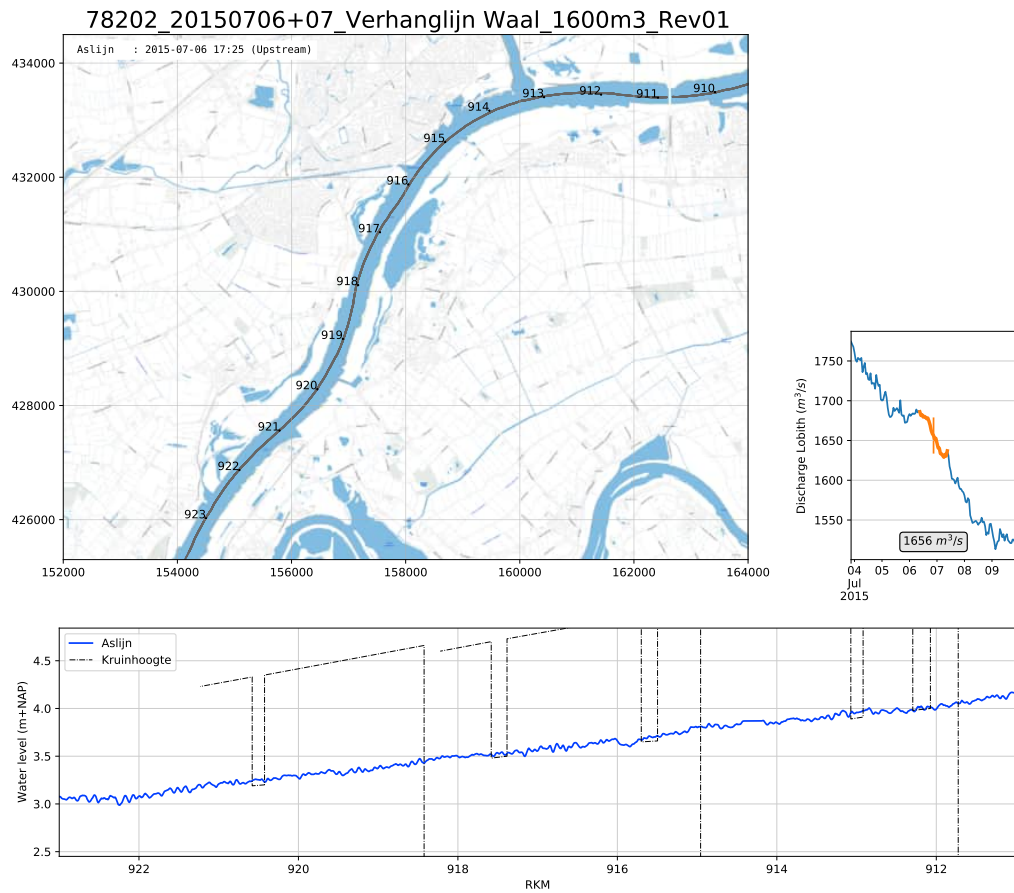 78202_20150706+07_Verhanglijn Waal_1600m3_Rev01
Aslijn : 2015-07-06 17:25 (Upstream)
434000
432000
430000
428000
426000
152000 154000 156000 158000 160000 162000 164000
910
911
912
913
914
915
916
917
918
919
920
921
922
923
Discharge Lobith (m³/s)
1750
1700
1650
1600
1550
1656 m³/s
04 05 06 07 08 09
Jul
2015
Aslijn
Kruinhoogte
Water level (m+NAP)
4.5
4.0
3.5
3.0
2.5
922 920 918 916 914 912
RKM